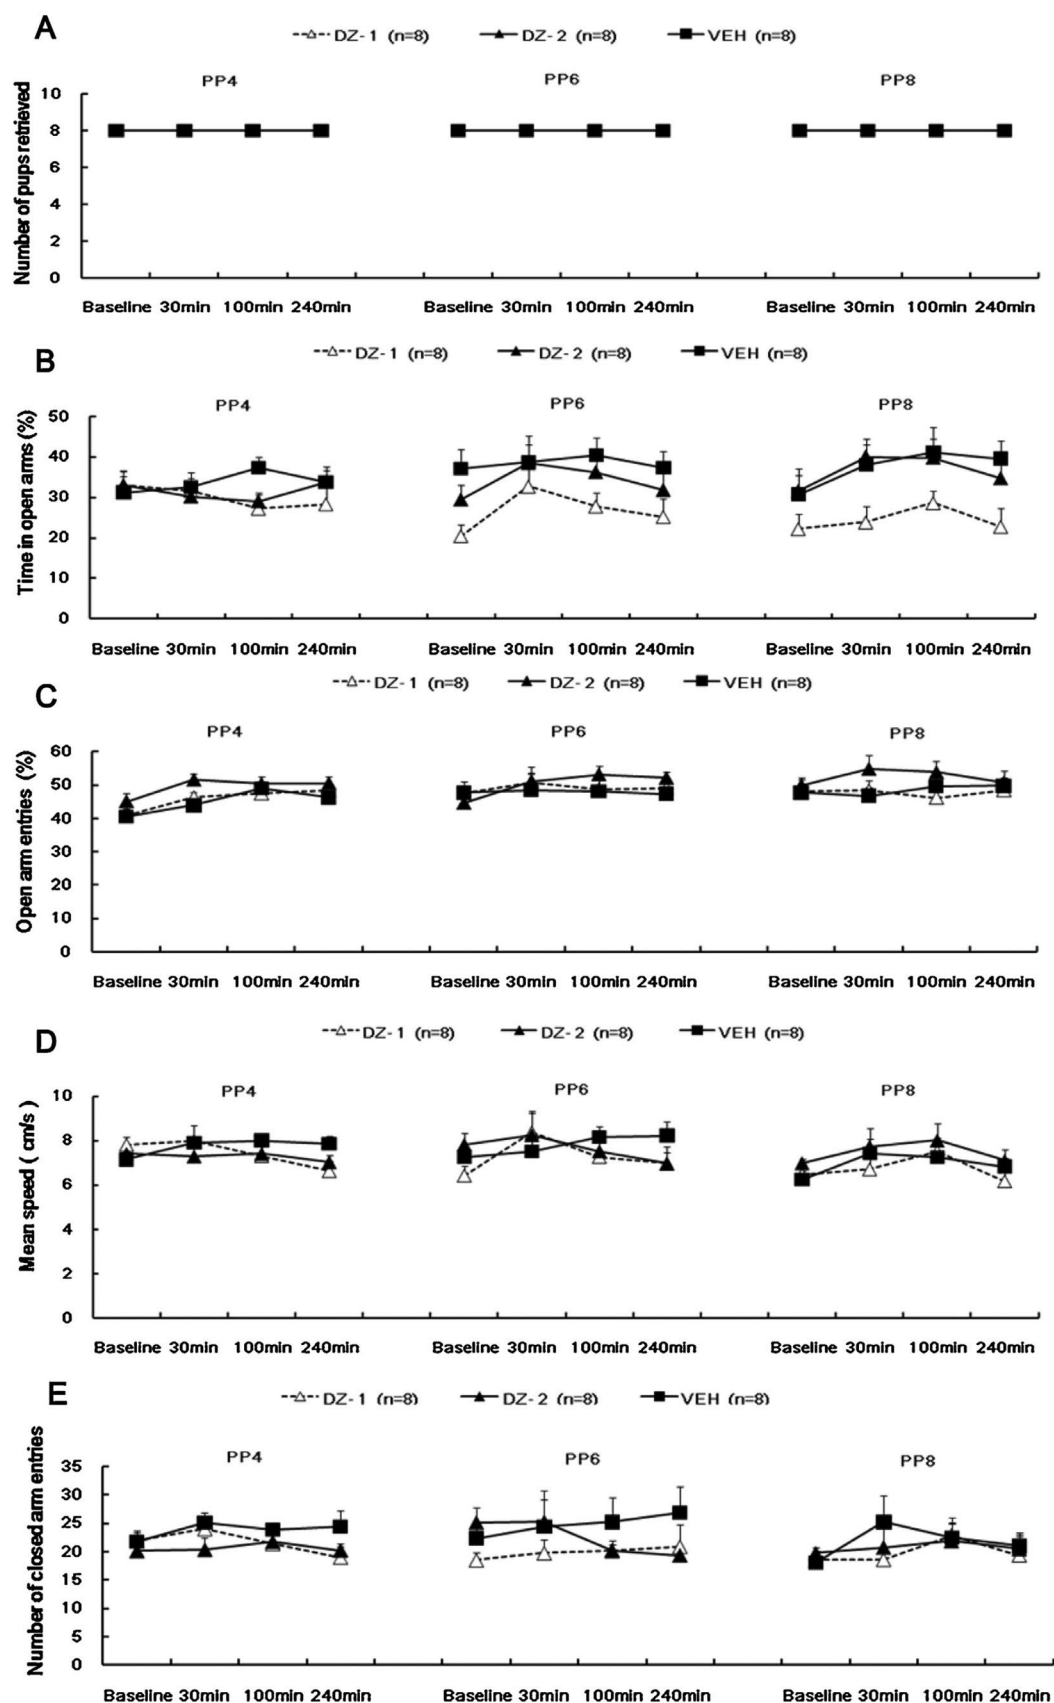 A
DZ-1 (n=8) DZ-2 (n=8) VEH (n=8)
PP4 PP6 PP8
Number of pups retrieved
10
8
6
4
2
0
Baseline 30min 100min 240min Baseline 30min 100min 240min Baseline 30min 100min 240min
B
DZ-1 (n=8) DZ-2 (n=8) VEH (n=8)
PP4 PP6 PP8
Time in open arms (%)
50
40
30
20
10
0
Baseline 30min 100min 240min Baseline 30min 100min 240min Baseline 30min 100min 240min
C
DZ-1 (n=8) DZ-2 (n=8) VEH (n=8)
PP4 PP6 PP8
Open arm entries (%)
60
50
40
30
20
10
0
Baseline 30min 100min 240min Baseline 30min 100min 240min Baseline 30min 100min 240min
D
DZ-1 (n=8) DZ-2 (n=8) VEH (n=8)
PP4 PP6 PP8
Mean speed ( cm/s )
10
8
6
4
2
0
Baseline 30min 100min 240min Baseline 30min 100min 240min Baseline 30min 100min 240min
E
DZ-1 (n=8) DZ-2 (n=8) VEH (n=8)
PP4 PP6 PP8
Number of closed arm entries
35
30
25
20
15
10
5
0
Baseline 30min 100min 240min Baseline 30min 100min 240min Baseline 30min 100min 240min